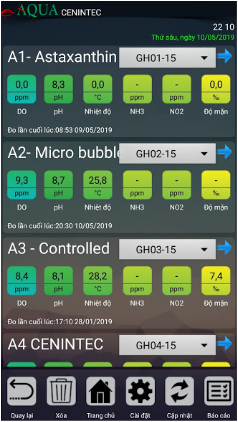 AQUA CENINTEC
22:10
Thứ sáu, ngày 10/05/2019
A1- Astaxanthin GH01-15
0,0 8,3 0,0 - - 0,0
ppm pH °C ppm ppm ‰
DO pH Nhiệt độ NH3 NO2 Độ mặn
Đo lần cuối lúc:08:53 09/05/2019
A2- Micro bubble GH02-15
9,3 8,7 25,8 - - -
ppm pH °C ppm ppm ‰
DO pH Nhiệt độ NH3 NO2 Độ mặn
Đo lần cuối lúc:20:30 10/05/2019
A3 - Controlled GH03-15
8,4 8,1 28,2 - - 7,4
ppm pH °C ppm ppm ‰
DO pH Nhiệt độ NH3 NO2 Độ mặn
Đo lần cuối lúc:17:10 28/01/2019
A4 CENINTEC GH04-15
Quay lại Xóa Trang chủ Cài đặt Cập nhật Báo cáo